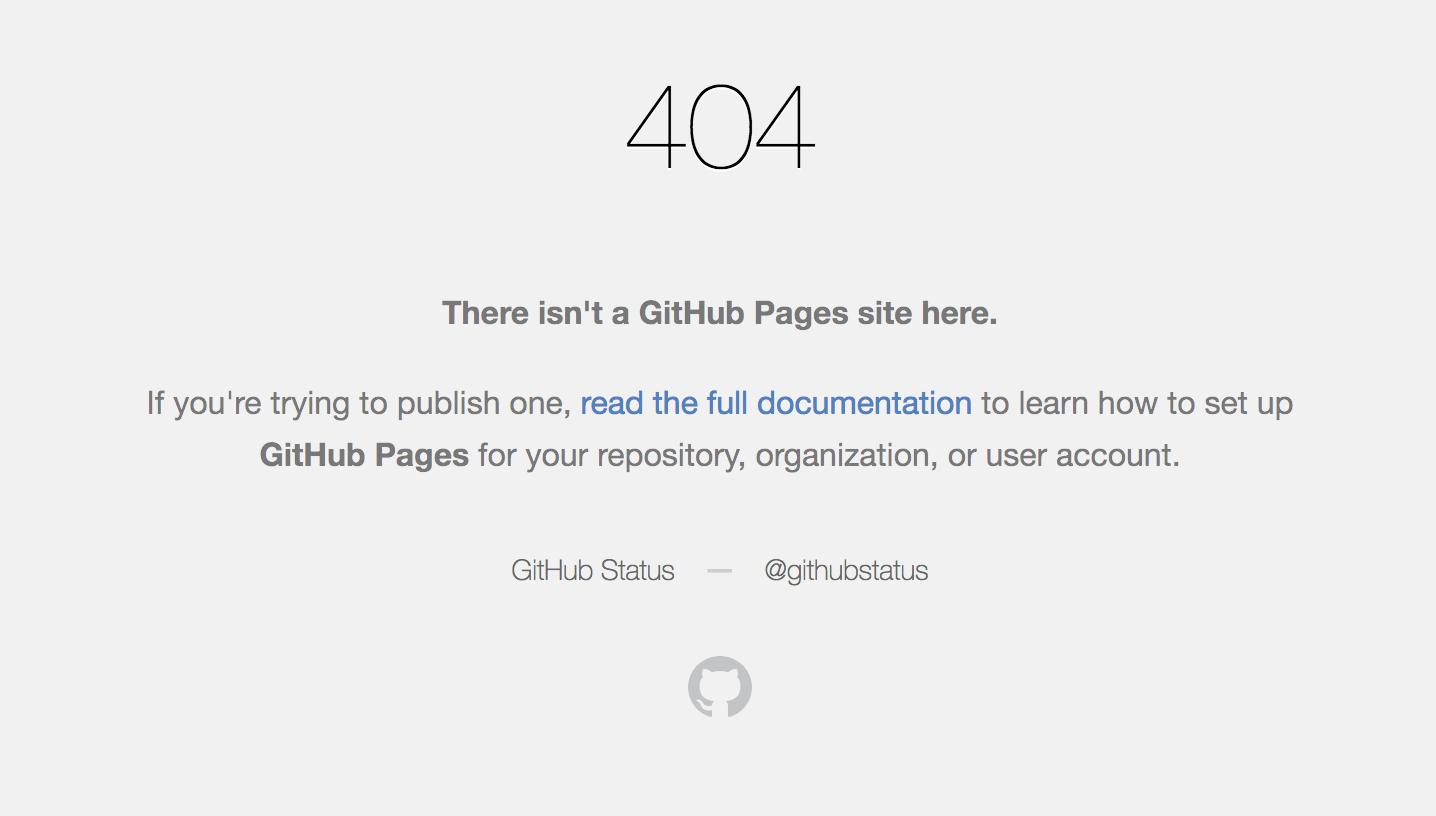 404
There isn't a GitHub Pages site here.
If you're trying to publish one, read the full documentation to learn how to set up
GitHub Pages for your repository, organization, or user account.
GitHub Status — @githubstatus